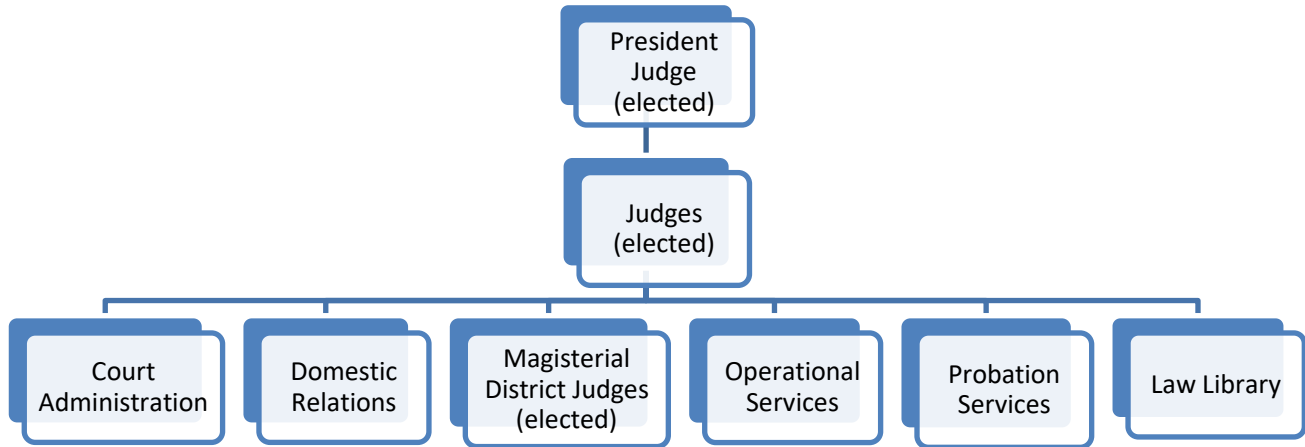 President
Judge
(elected)
Judges
(elected)
Court
Administration
Domestic
Relations
Magisterial
District Judges
(elected)
Operational
Services
Probation
Services
Law Library